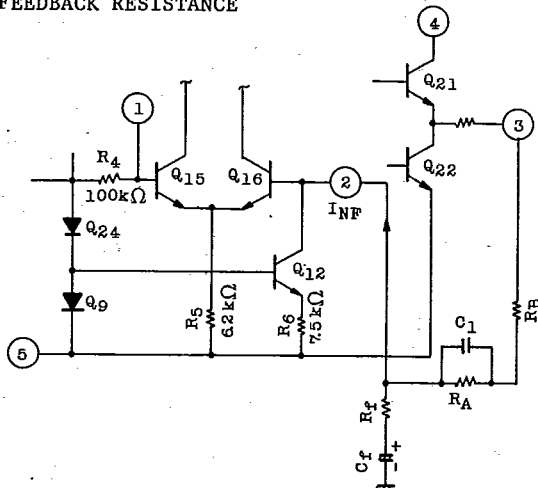 FEEDBACK RESISTANCE
4
Q21
1
3
R4
100kΩ
Q15
Q16
2
INF
Q22
Q24
Q12
Q9
R5
6.2kΩ
R6
7.5kΩ
RB
5
C1
RA
Rf
Cf
+
-